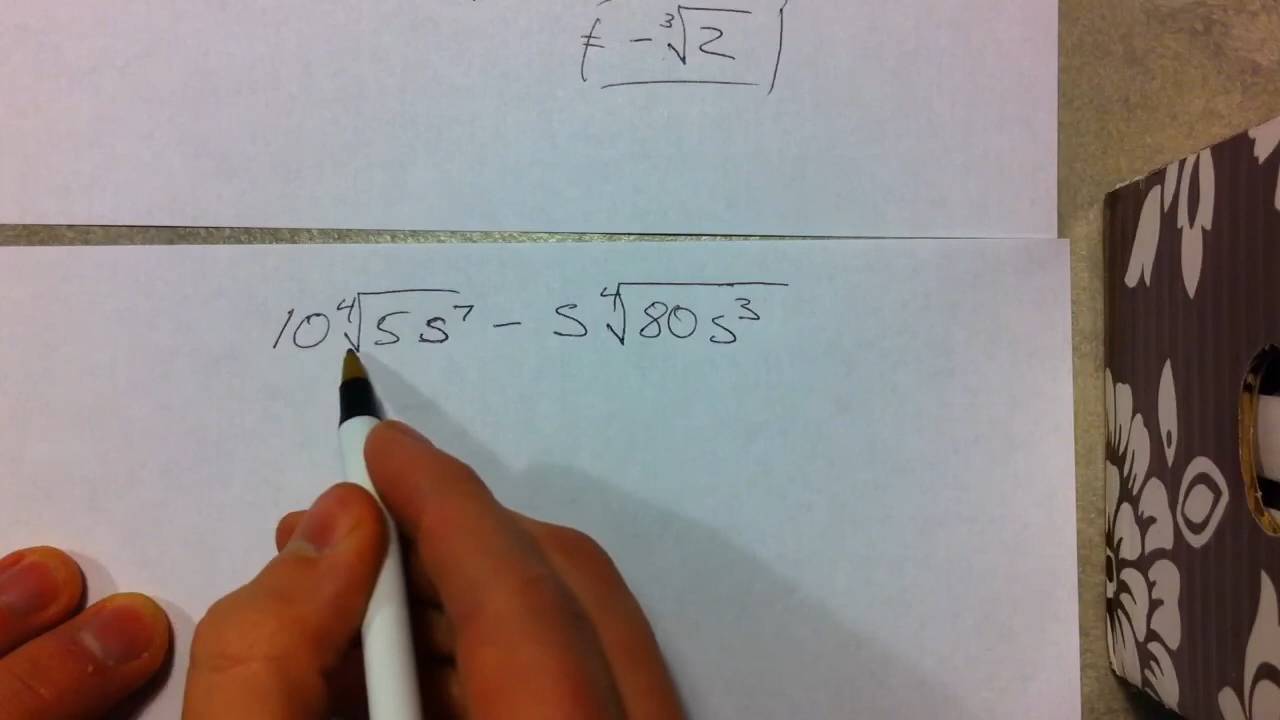 = -∛2
10∜5s⁷ - s∜80s³